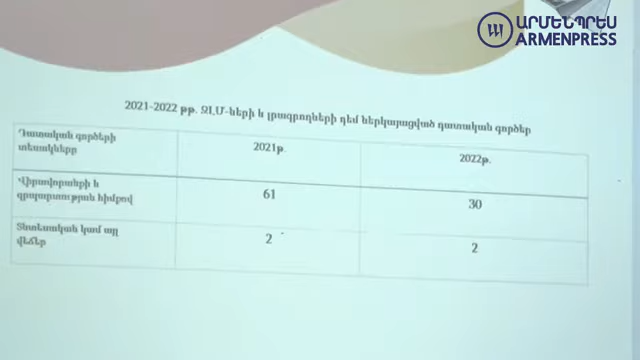 ԱՐՄԵՆՊՐԵՍ
ARMENPRESS
2021-2022 թթ. ԶԼՄ-ների և լրագրողների դեմ ներկայացված դատական գործեր
Դատական գործերի
տեսակները
2021թ.
2022թ.
Վիրավորանքի և
զրպարտության հիմքով
61
30
Տնտեսական կամ այլ
վեճեր
2
2